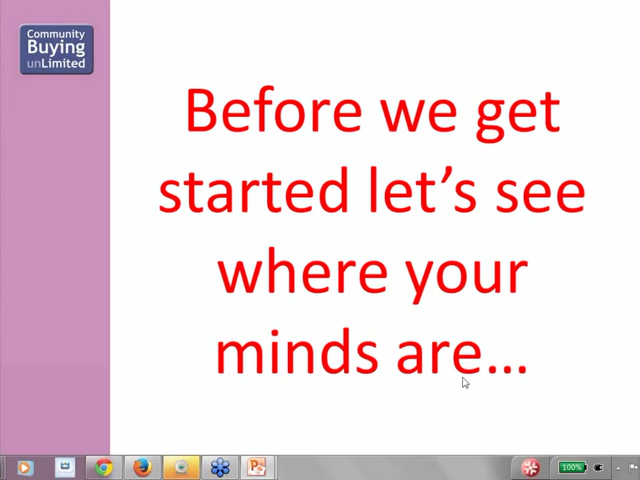 Community
Buying
unLimited
Before we get
started let’s see
where your
minds are…
100%